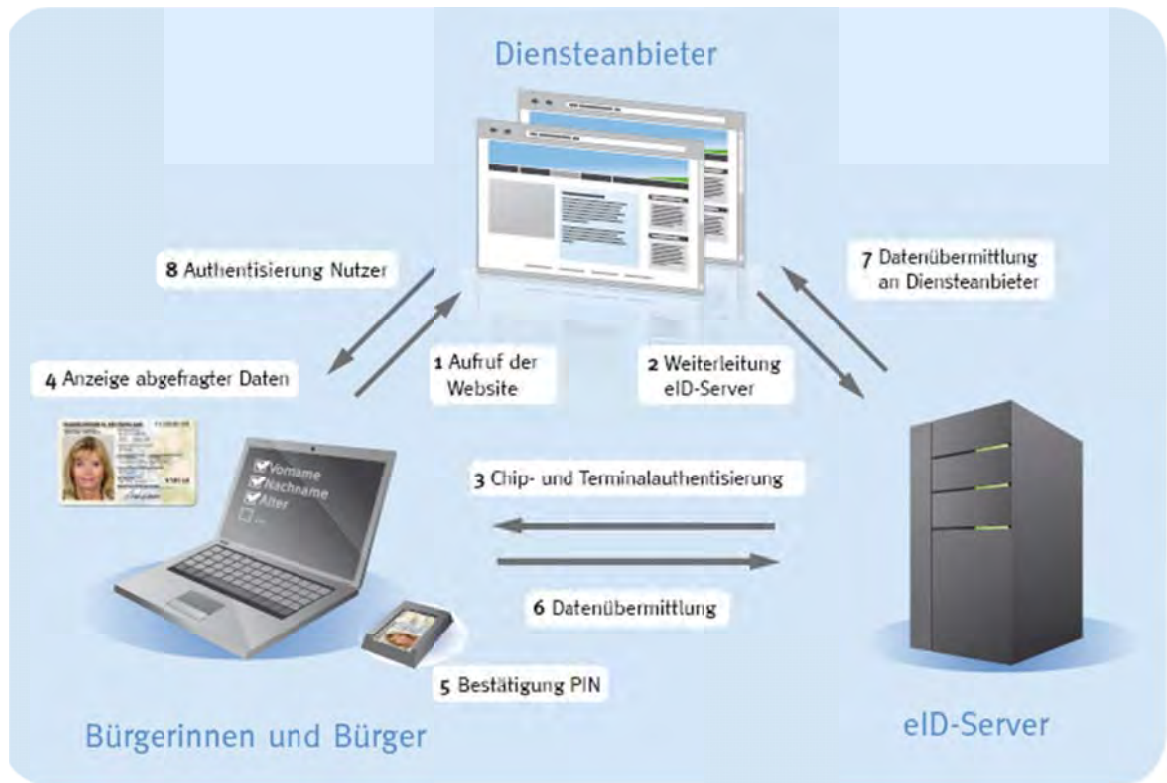 Diensteanbieter
8 Authentisierung Nutzer
7 Datenübermittlung
an Diensteanbieter
1 Aufruf der
Website
2 Weiterleitung
eID-Server
4 Anzeige abgefragter Daten
Vorname
Nachname
Alter
...
3 Chip- und Terminalauthentisierung
6 Datenübermittlung
5 Bestätigung PIN
Bürgerinnen und Bürger
eID-Server